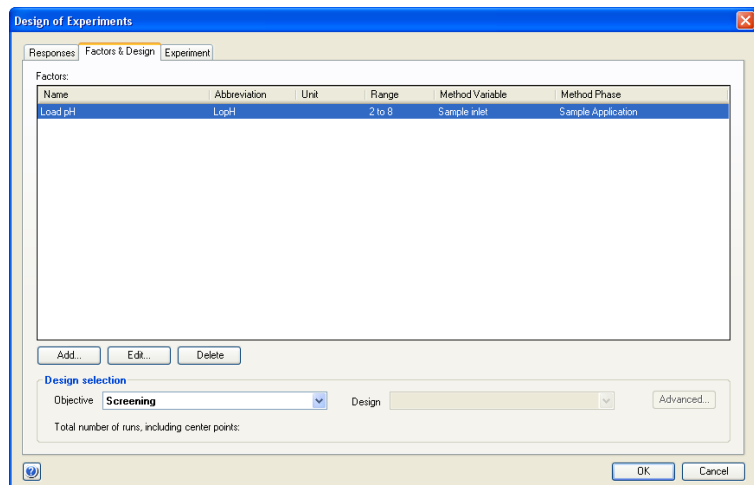 Design of Experiments
Responses Factors & Design Experiment
Factors:
Name Abbreviation Unit Range Method Variable Method Phase
Load pH LopH 2 to 8 Sample inlet Sample Application
Add... Edit... Delete
Design selection
Objective Screening Design Advanced...
Total number of runs, including center points:
OK Cancel